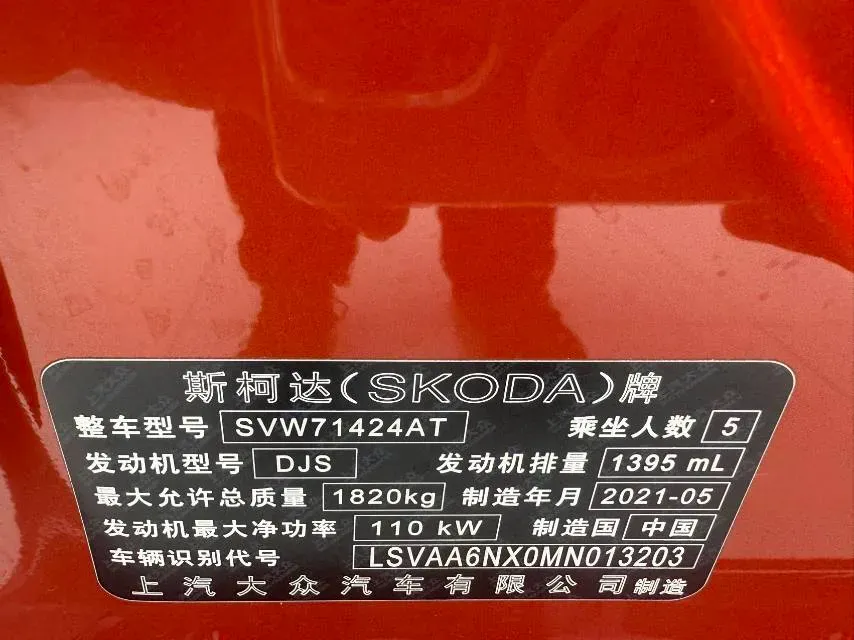 斯柯达(SKODA)牌
整车型号 SVW71424AT 乘坐人数 5
发动机型号 DJS 发动机排量 1395 mL
最大允许总质量 1820kg 制造年月 2021-05
发动机最大净功率 110 kW 制造国 中国
车辆识别代号 LSVAA6NX0MN013203
上汽大众汽车有限公司制造